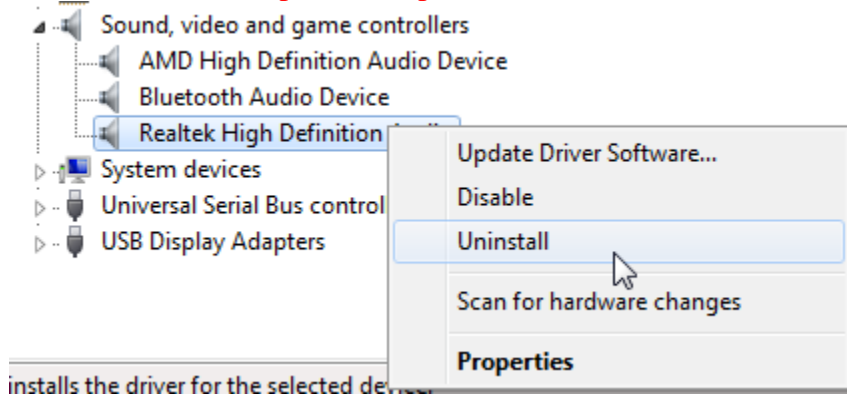 Sound, video and game controllers
AMD High Definition Audio Device
Bluetooth Audio Device
Realtek High Definition
System devices
Universal Serial Bus control
USB Display Adapters
Update Driver Software...
Disable
Uninstall
Scan for hardware changes
Properties
installs the driver for the selected